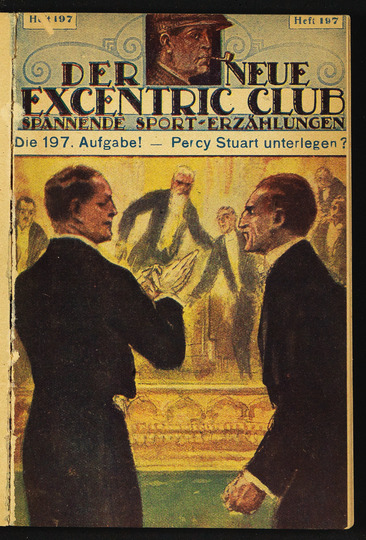 Heft 197
Heft 197
DER NEUE
EXCENTRIC CLUB
SPANNENDE SPORT-ERZÄHLUNGEN
Die 197. Aufgabe! — Percy Stuart unterlegen?